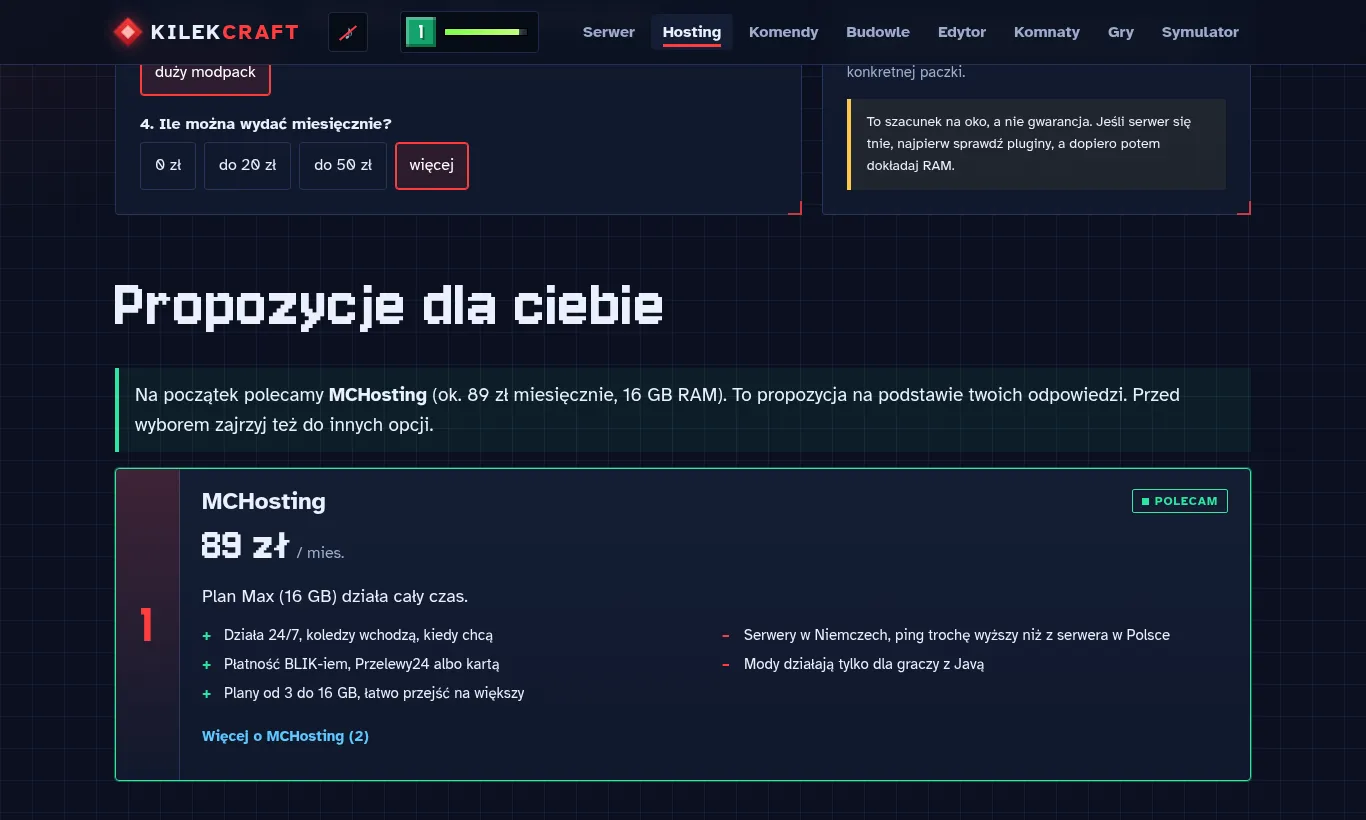 KILEKCRAFT
1
Serwer
Hosting
Komendy
Budowle
Edytor
Komnaty
Gry
Symulator
duży modpack
4. Ile można wydać miesięcznie?
0 zł
do 20 zł
do 50 zł
więcej
konkretnej paczki.
To szacunek na oko, a nie gwarancja. Jeśli serwer się
tnie, najpierw sprawdź pluginy, a dopiero potem
dokładaj RAM.
Propozycje dla ciebie
Na początek polecamy MCHosting (ok. 89 zł miesięcznie, 16 GB RAM). To propozycja na podstawie twoich odpowiedzi. Przed
wyborem zajrzyj też do innych opcji.
1
MCHosting
POLECAM
89 zł / mies.
Plan Max (16 GB) działa cały czas.
+ Działa 24/7, koledzy wchodzą, kiedy chcą
+ Płatność BLIK-iem, Przelewy24 albo kartą
+ Plany od 3 do 16 GB, łatwo przejść na większy
– Serwery w Niemczech, ping trochę wyższy niż z serwera w Polsce
– Mody działają tylko dla graczy z Javą
Więcej o MCHosting (2)